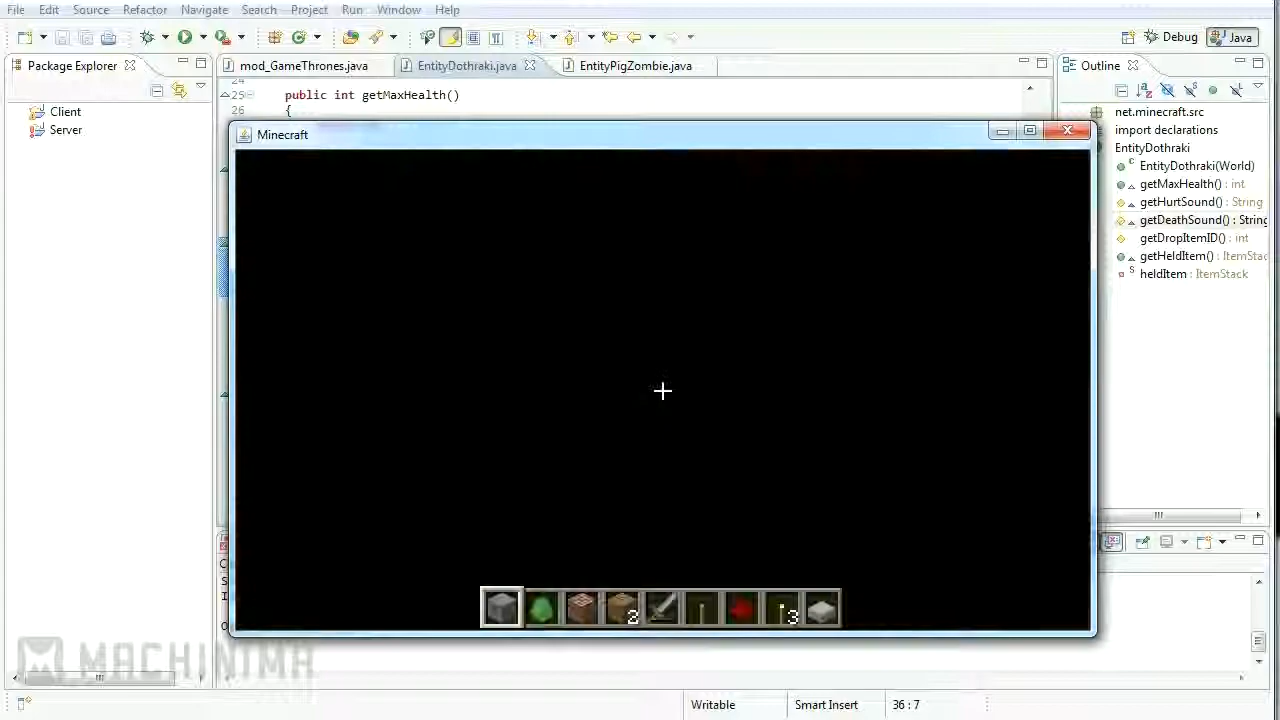 File Edit Source Refactor Navigate Search Project Run Window Help
Debug Java
Package Explorer
mod_GameThrones.java EntityDothraki.java EntityPigZombie.java
Outline
Client
Server
25 public int getMaxHealth()
26 {
net.minecraft.src
import declarations
EntityDothraki
EntityDothraki(World)
getMaxHealth() : int
getHurtSound() : String
getDeathSound() : String
getDropItemID() : int
getHeldItem() : ItemStac
heldItem : ItemStack
Minecraft
2 3
MACHINIMA
Writable Smart Insert 36 : 7